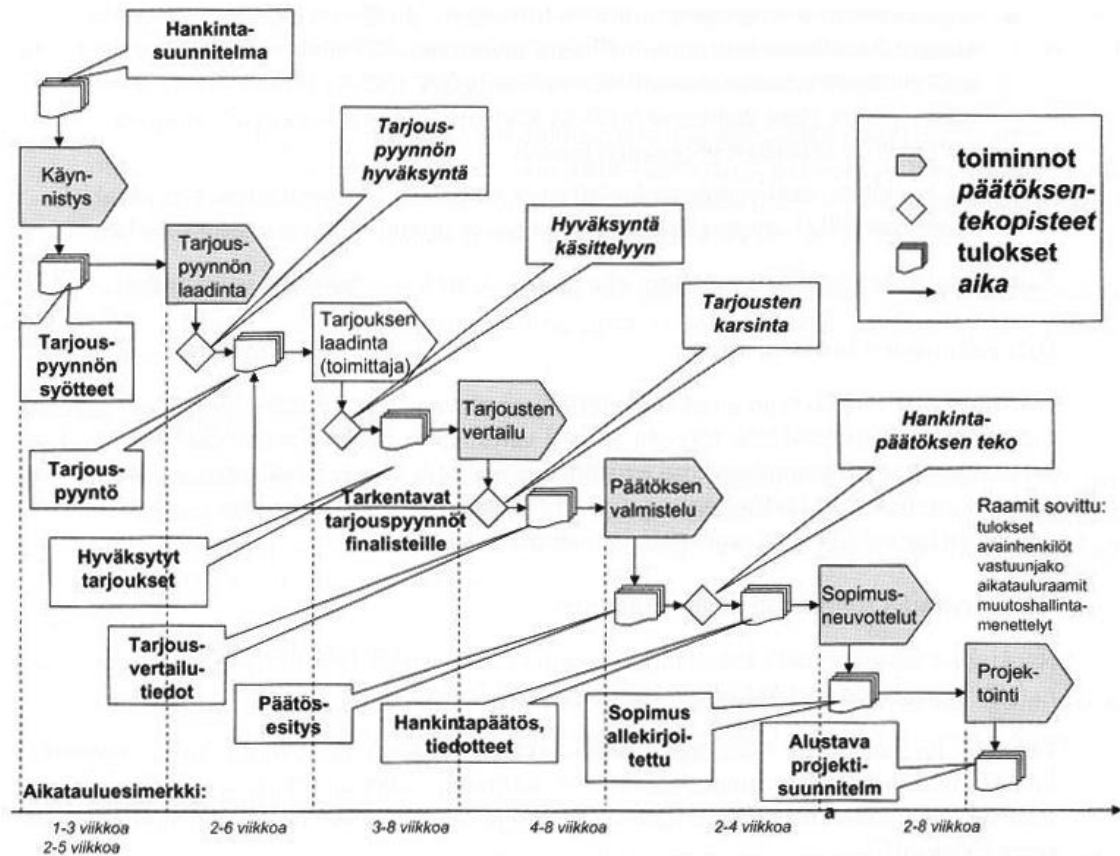 Hankinta-
suunnitelma
Käyn-
nistys
Tarjous-
pyynnön
hyväksyntä
toiminnot
päätöksen-
tekopisteet
tulokset
aika
Tarjous-
pyynnön
laadinta
Hyväksyntä
käsittelyyn
Tarjous-
pyynnön
syötteet
Tarjouksen
laadinta
(toimittaja)
Tarjousten
karsinta
Tarjous-
pyyntö
Tarjousten
vertailu
Hankinta-
päätöksen teko
Tarkentavat
tarjouspyynnöt
finalisteille
Päätöksen
valmistelu
Raamit sovittu:
tulokset
avainhenkilöt
vastuunjako
aikatauluraamit
muutoshallinta-
menettelyt
Hyväksytyt
tarjoukset
Sopimus-
neuvottelut
Tarjous-
vertailu-
tiedot
Projek-
tointi
Päätös-
esitys
Hankintapäätös,
tiedotteet
Sopimus
allekirjoi-
tettu
Alustava
projekti-
suunnitelm
a
Aikatauluesimerkki:
1-3 viikkoa
2-5 viikkoa
2-6 viikkoa
3-8 viikkoa
4-8 viikkoa
2-4 viikkoa
2-8 viikkoa